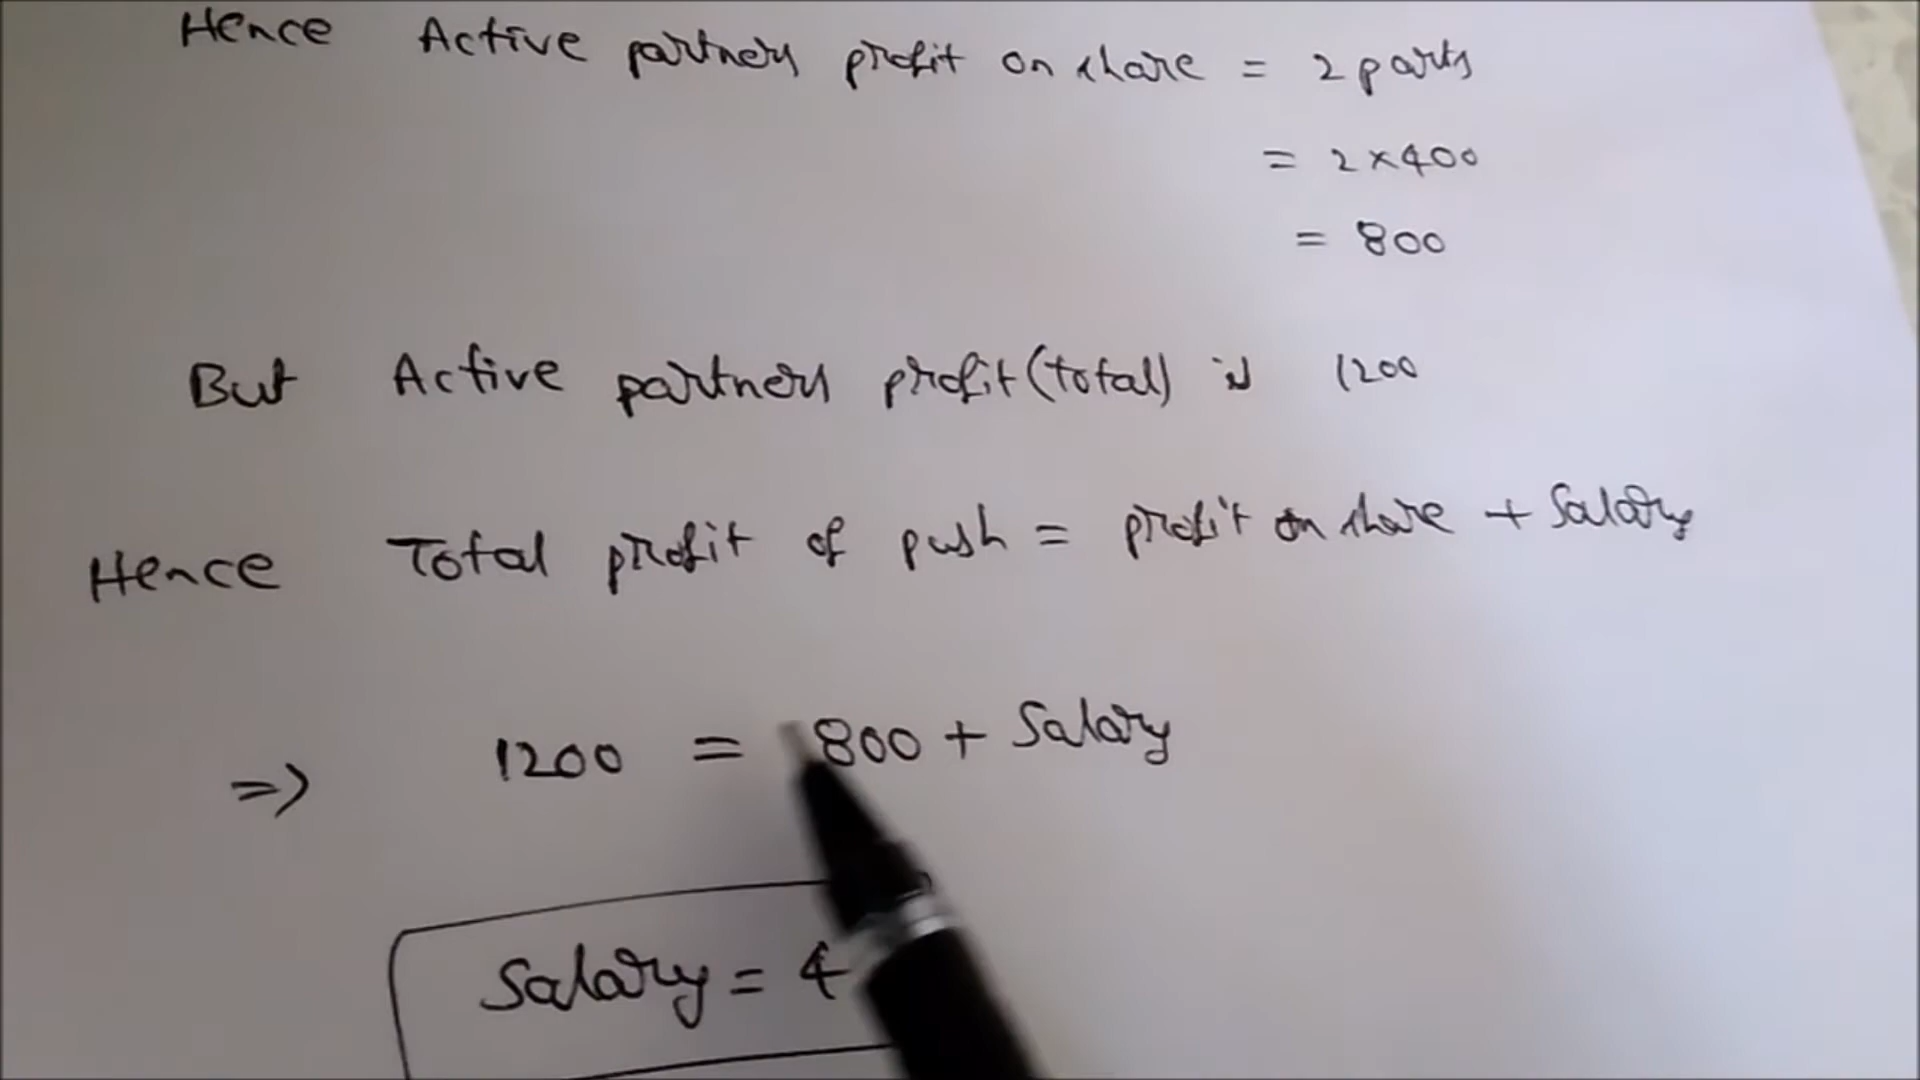 Hence Active partners profit on share = 2 parts
= 2×400
= 800
But Active partners profit (total) is 1200
Hence Total profit of push = profit on share + Salary
=> 1200 = 800 + Salary
Salary = 4